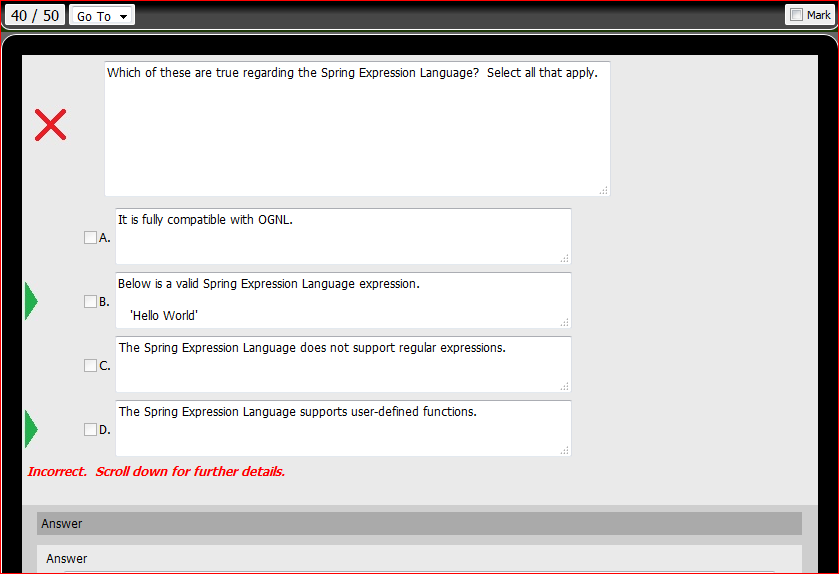 40 / 50 Go To Mark
Which of these are true regarding the Spring Expression Language?  Select all that apply.
A. It is fully compatible with OGNL.
B. Below is a valid Spring Expression Language expression.
'Hello World'
C. The Spring Expression Language does not support regular expressions.
D. The Spring Expression Language supports user-defined functions.
Incorrect.  Scroll down for further details.
Answer
Answer